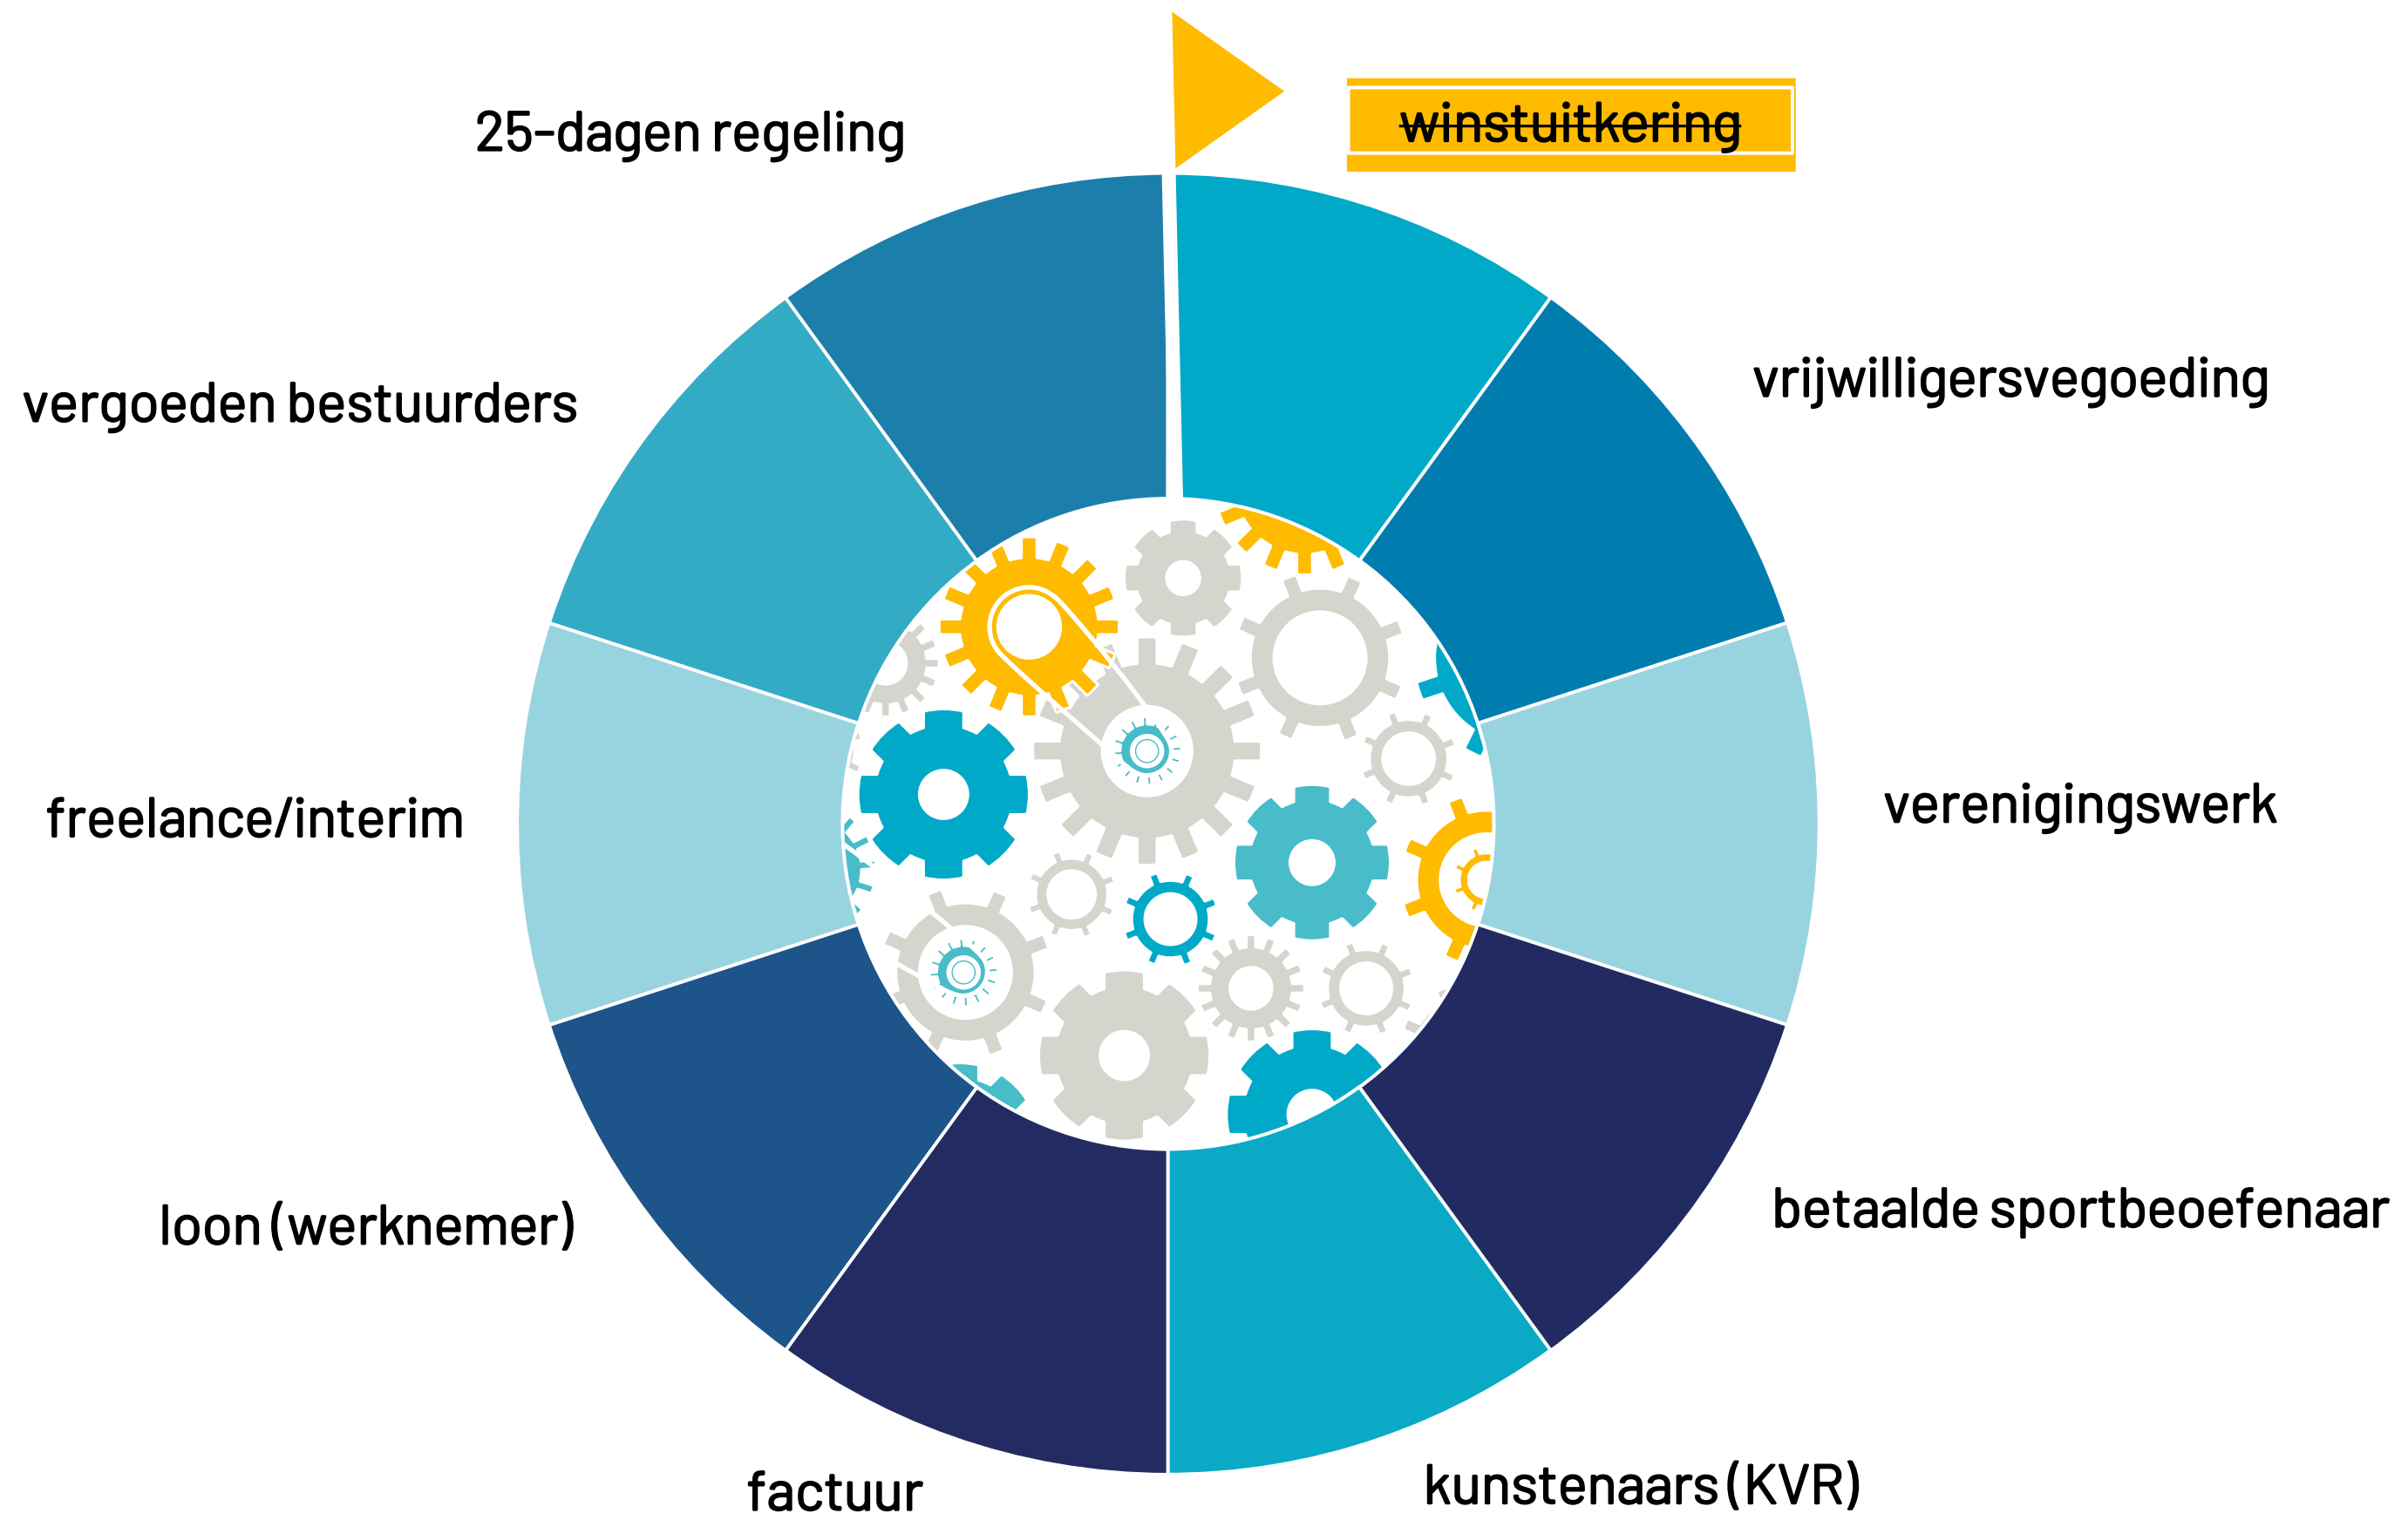 25-dagen regeling
winstuitkering
vergoeden bestuurders
vrijwilligersvegoeding
freelance/interim
verenigingswerk
loon(werknemer)
betaalde sportbeoefenaar
factuur
kunstenaars(KVR)